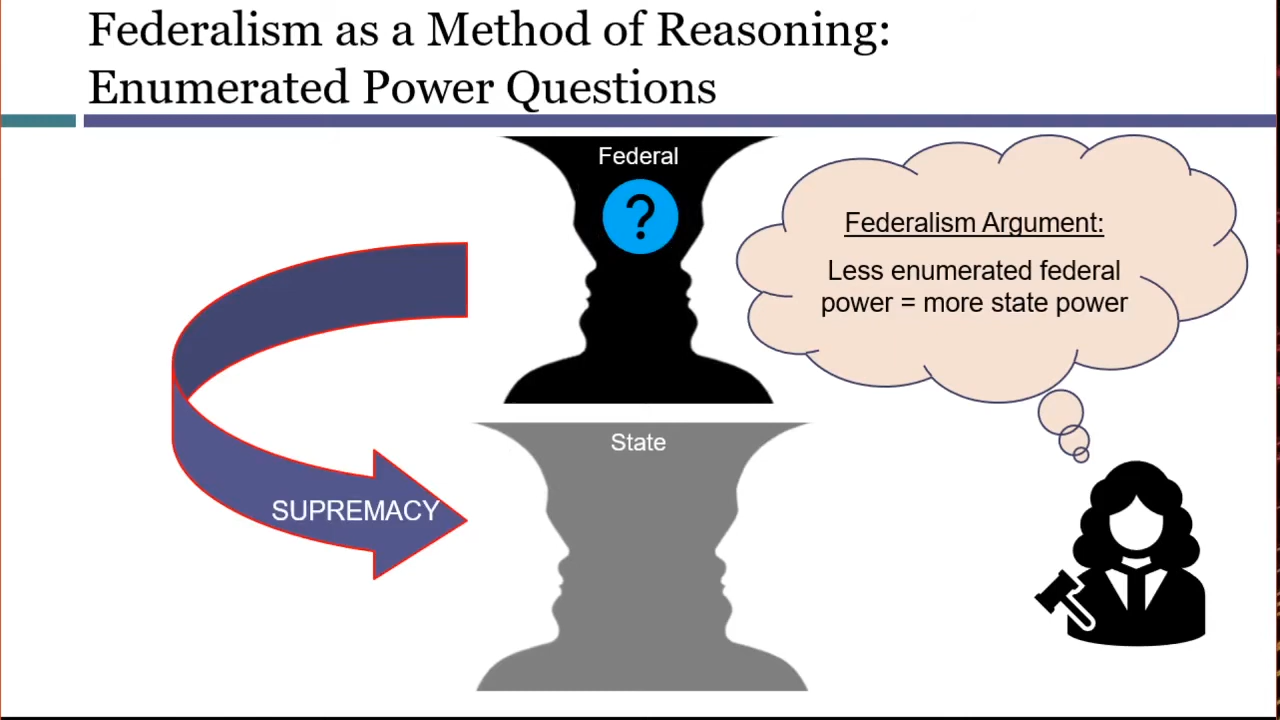 Federalism as a Method of Reasoning:
Enumerated Power Questions
Federal
?
Federalism Argument:
Less enumerated federal
power = more state power
State
SUPREMACY